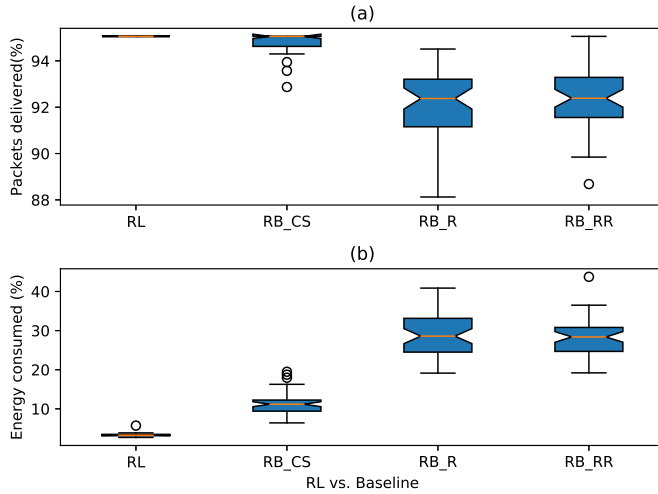 (a)
Packets delivered(%)
94
92
90
88
RL
RB_CS
RB_R
RB_RR
(b)
Energy consumed (%)
40
30
20
10
RL
RB_CS
RB_R
RB_RR
RL vs. Baseline